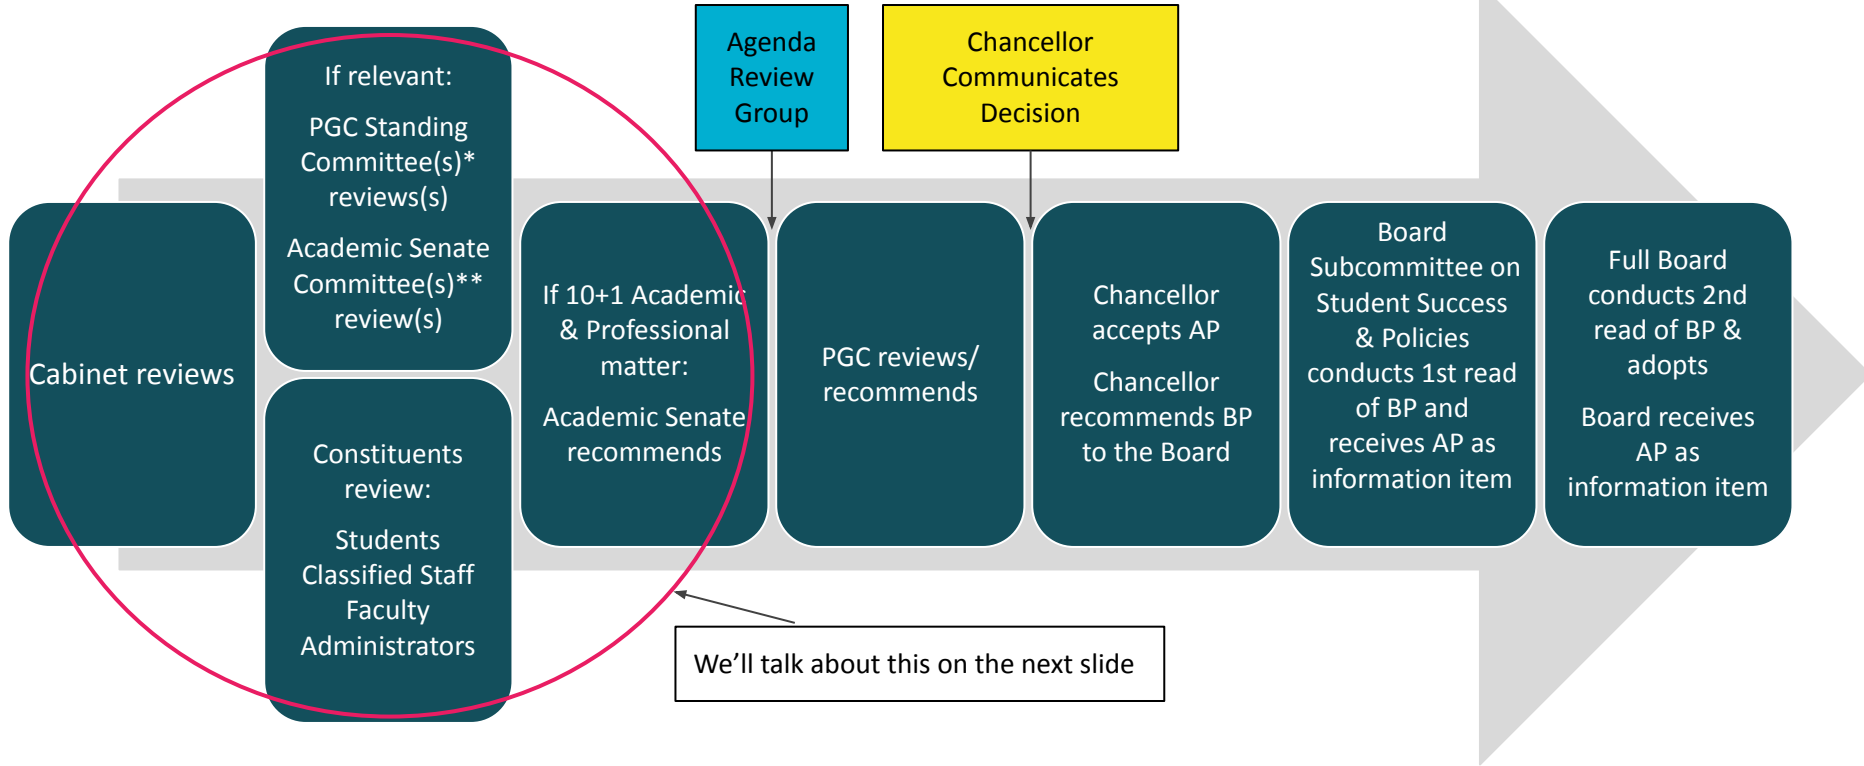 Cabinet reviews
If relevant:
PGC Standing
Committee(s)*
reviews(s)
Academic Senate
Committee(s)**
review(s)
Constituents
review:
Students
Classified Staff
Faculty
Administrators
If 10+1 Academic
& Professional
matter:
Academic Senate
recommends
Agenda
Review
Group
PGC reviews/
recommends
Chancellor
Communicates
Decision
Chancellor
accepts AP
Chancellor
recommends BP
to the Board
Board
Subcommittee on
Student Success
& Policies
conducts 1st read
of BP and
receives AP as
information item
Full Board
conducts 2nd
read of BP &
adopts
Board receives
AP as
information item
We’ll talk about this on the next slide